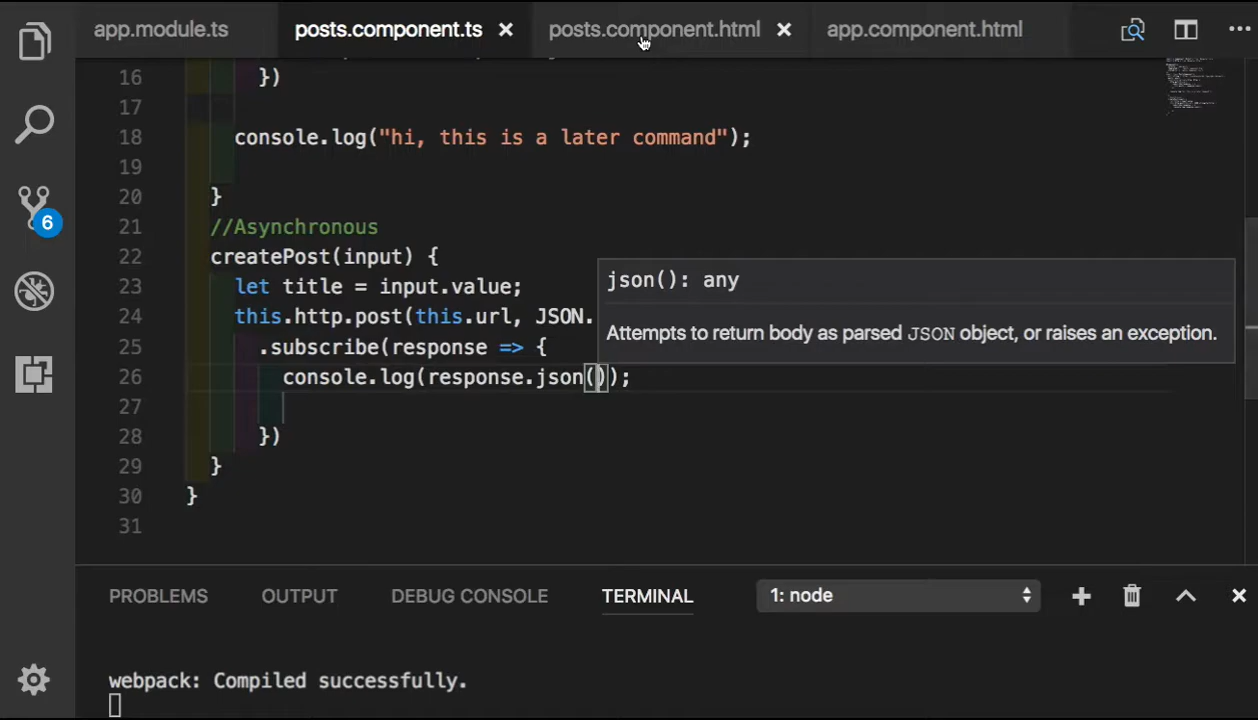 app.module.ts posts.component.ts posts.component.html app.component.html
16 })
17
18 console.log("hi, this is a later command");
19
20 }
21 //Asynchronous
22 createPost(input) {
23 let title = input.value;
24 this.http.post(this.url, JSON.
25 .subscribe(response => {
26 console.log(response.json());
27
28 })
29 }
30 }
31
json(): any
Attempts to return body as parsed JSON object, or raises an exception.
6
PROBLEMS OUTPUT DEBUG CONSOLE TERMINAL 1: node
webpack: Compiled successfully.